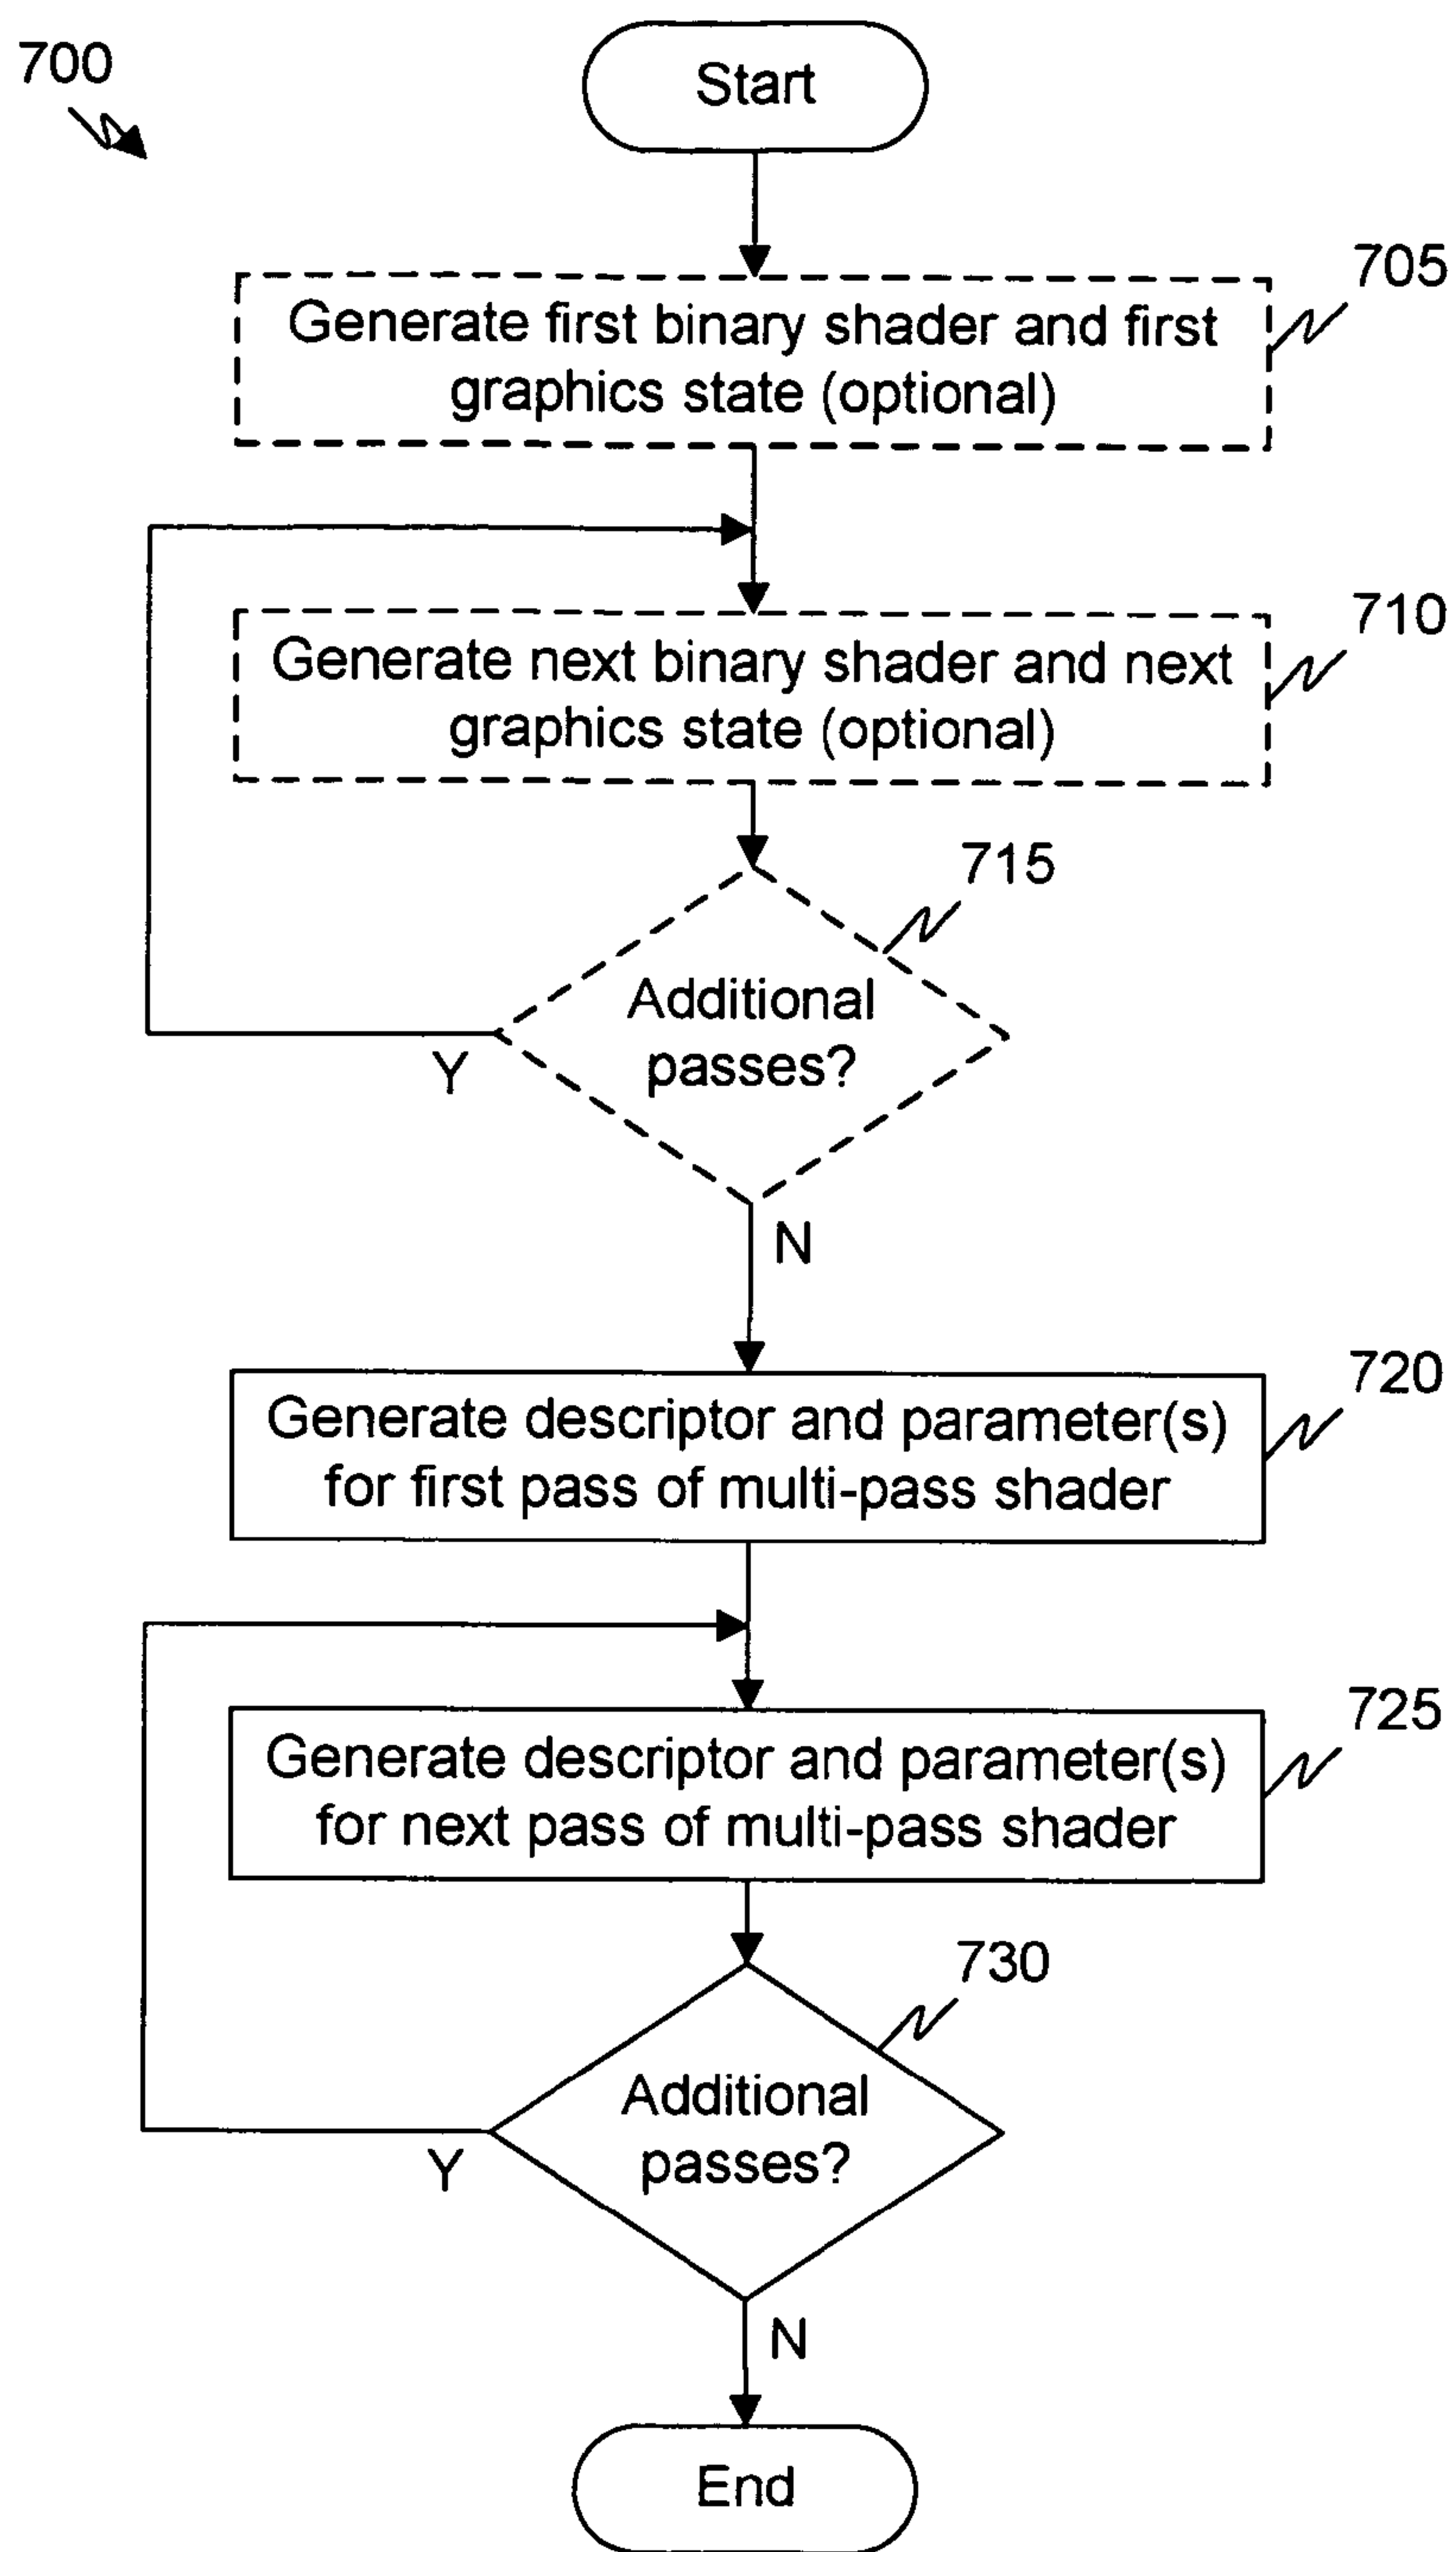 700
Start
705
Generate first binary shader and first
graphics state (optional)
710
Generate next binary shader and next
graphics state (optional)
715
Additional
passes?
Y
N
720
Generate descriptor and parameter(s)
for first pass of multi-pass shader
725
Generate descriptor and parameter(s)
for next pass of multi-pass shader
730
Additional
passes?
Y
N
End